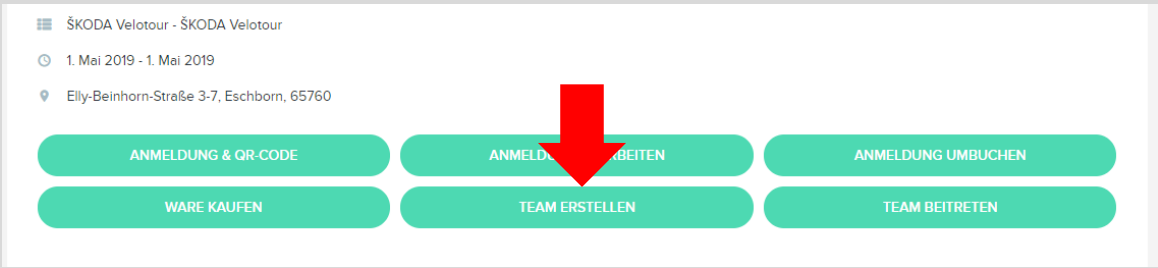 ŠKODA Velotour - ŠKODA Velotour
1. Mai 2019 - 1. Mai 2019
Elly-Beinhorn-Straße 3-7, Eschborn, 65760
ANMELDUNG & QR-CODE
ANMELDUNG UMBUCHEN
WARE KAUFEN
TEAM ERSTELLEN
TEAM BEITRETEN